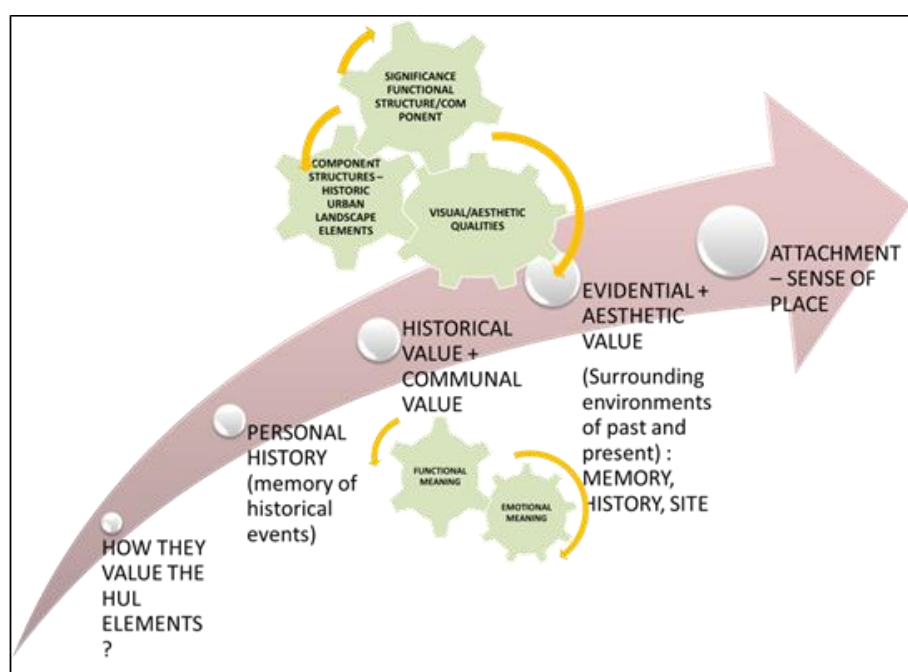 SIGNIFICANCE
FUNCTIONAL
STRUCTURE/COM
PONENT
COMPONENT
STRUCTURES –
HISTORIC
URBAN
LANDSCAPE
ELEMENTS
VISUAL/AESTHETIC
QUALITIES
ATTACHMENT
– SENSE OF
PLACE
EVIDENTIAL +
AESTHETIC
VALUE
(Surrounding
environments
of past and
present) :
MEMORY,
HISTORY, SITE
HISTORICAL
VALUE +
COMMUNAL
VALUE
FUNCTIONAL
MEANING
EMOTIONAL
MEANING
PERSONAL
HISTORY
(memory of
historical
events)
HOW THEY
VALUE THE
HUL
ELEMENTS
?